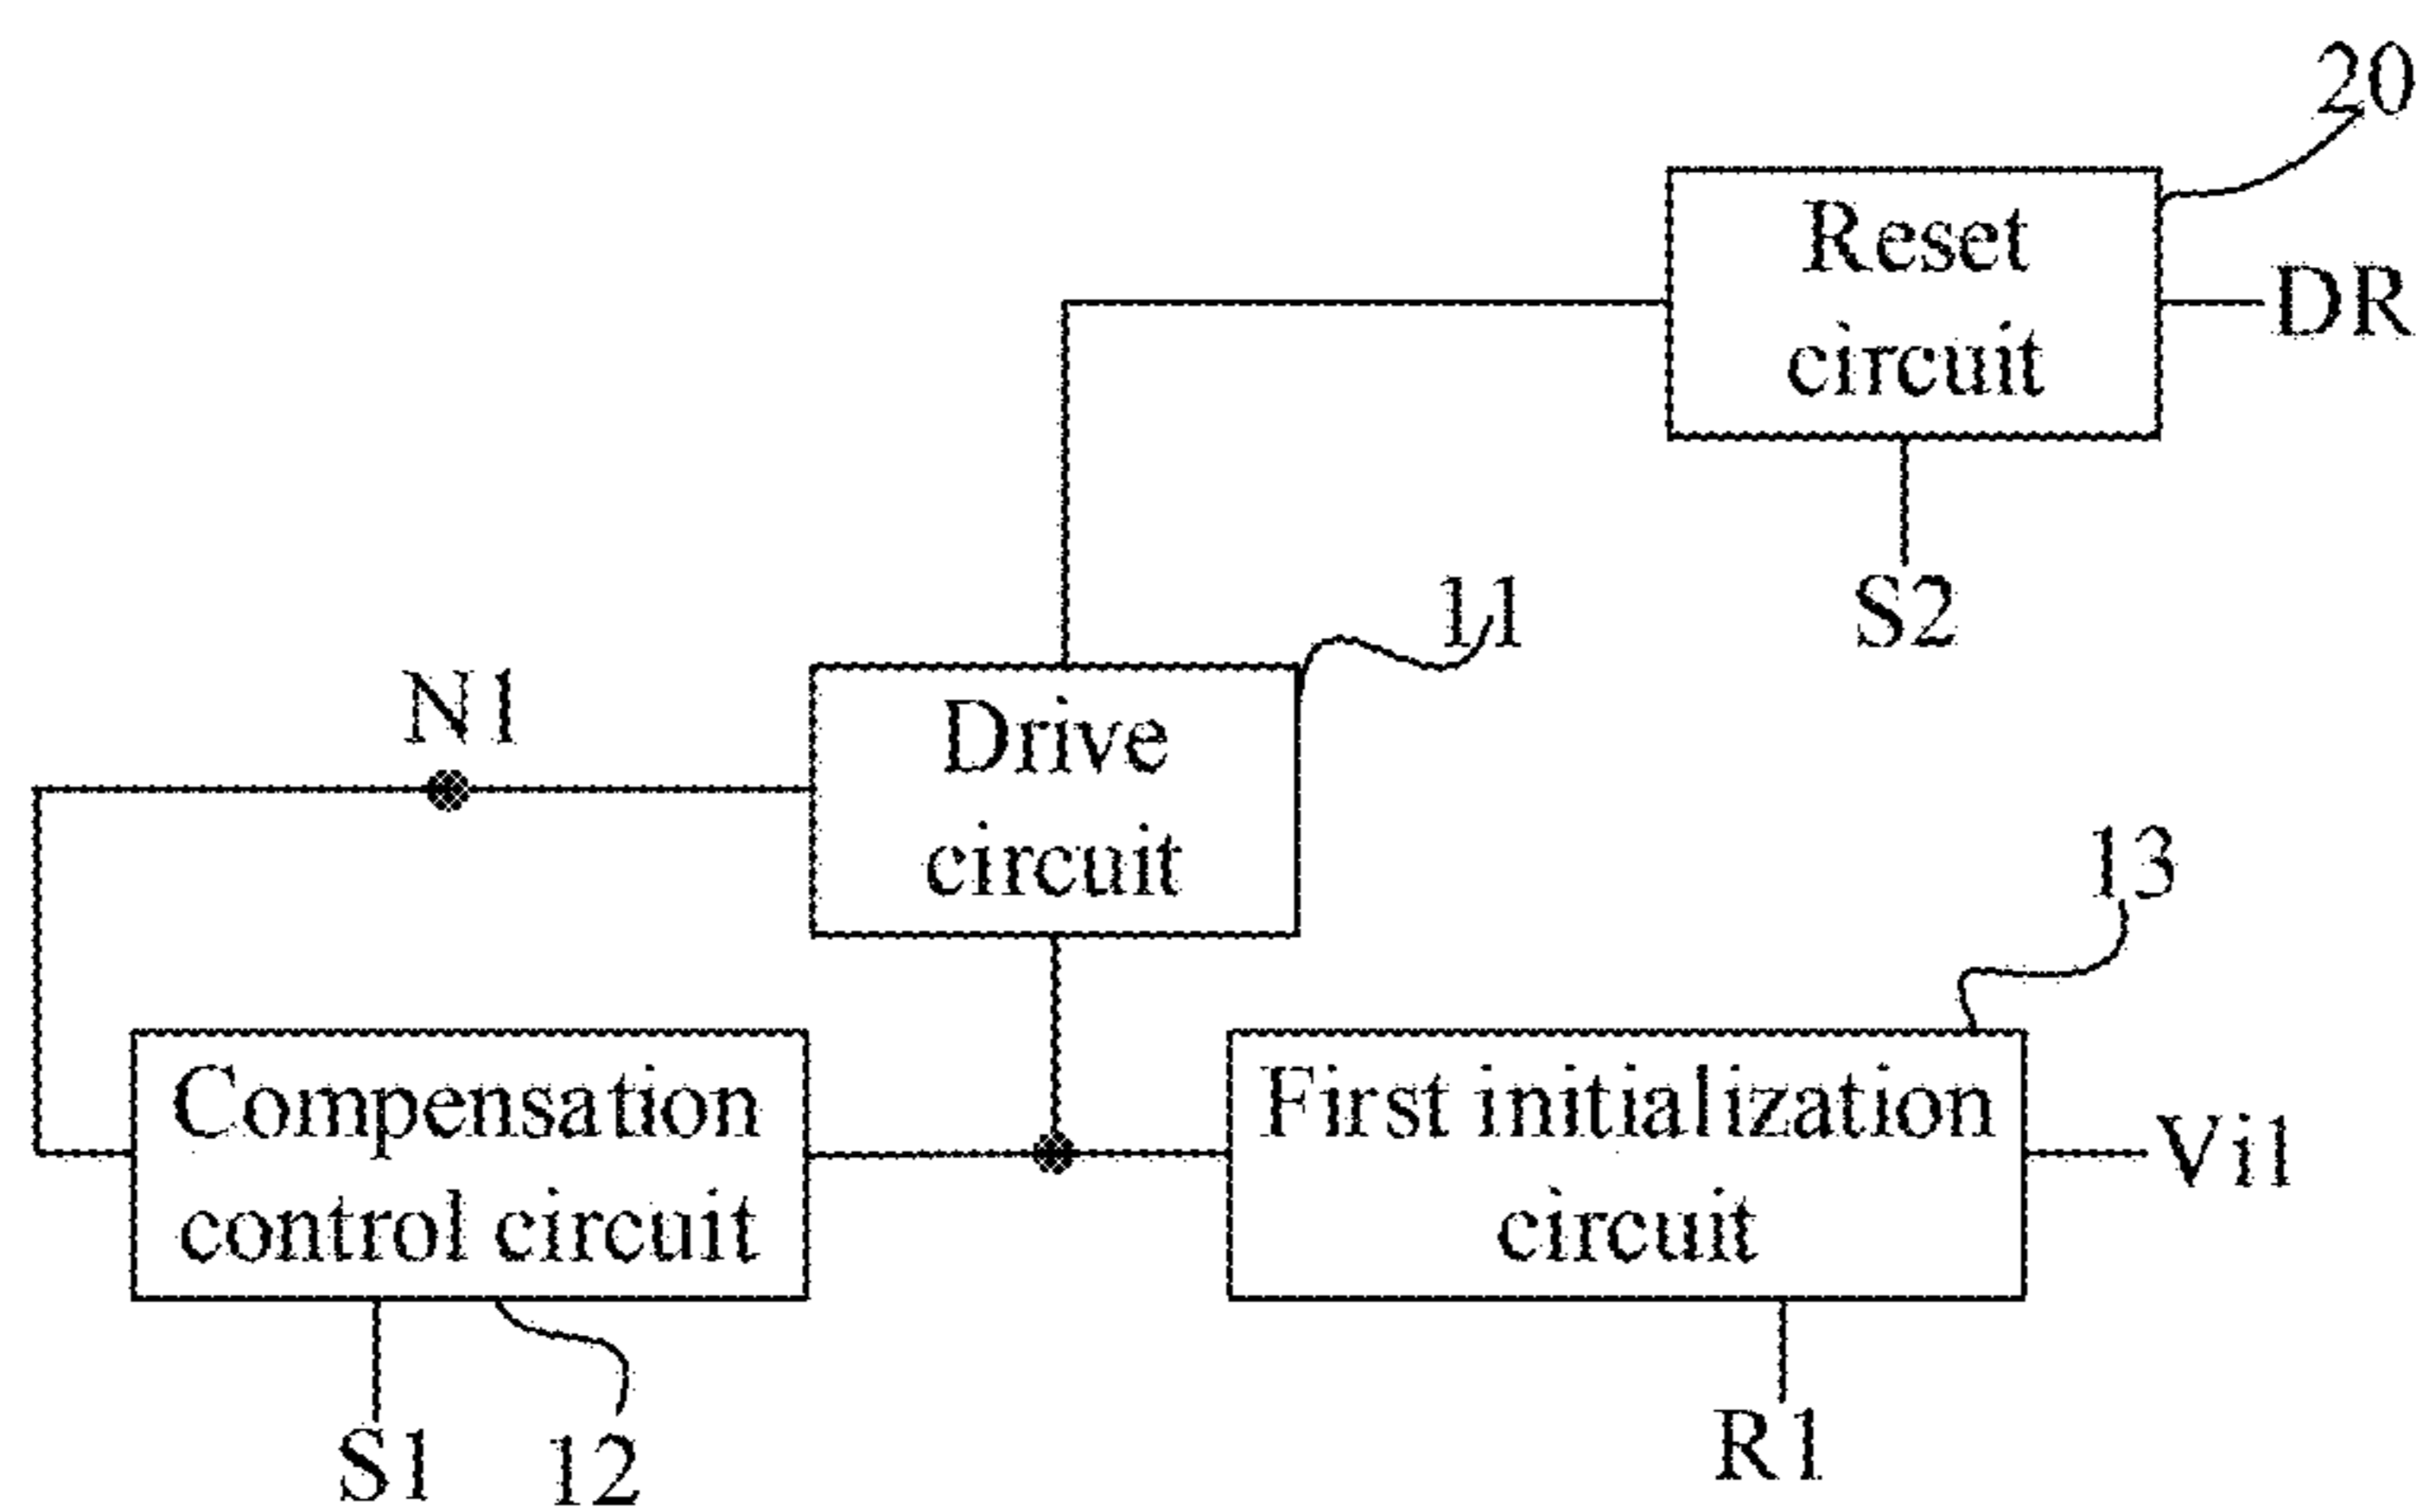 20
Reset
circuit
DR
S2
11
N1
Drive
circuit
13
Compensation
control circuit
First initialization
circuit
Vi1
S1
12
R1